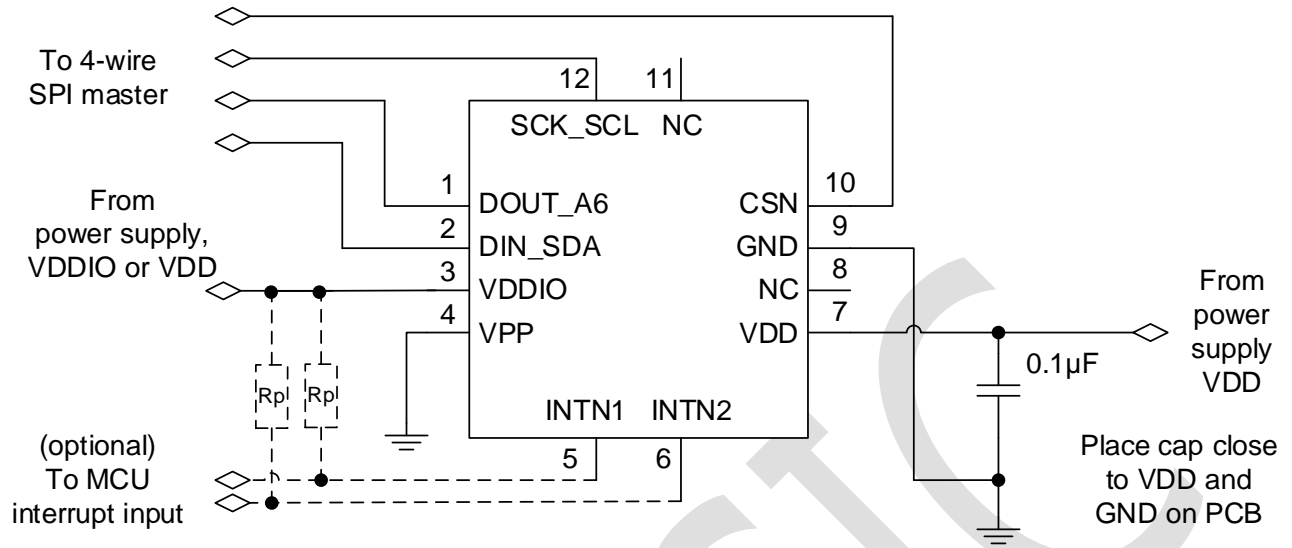 To 4-wire
SPI master
12
11
SCK_SCL
NC
1
DOUT_A6
CSN
10
2
DIN_SDA
GND
9
3
VDDIO
NC
8
4
VPP
VDD
7
INTN1
INTN2
5
6
From
power supply,
VDDIO or VDD
Rp
Rp
(optional)
To MCU
interrupt input
0.1µF
From
power
supply
VDD
Place cap close
to VDD and
GND on PCB